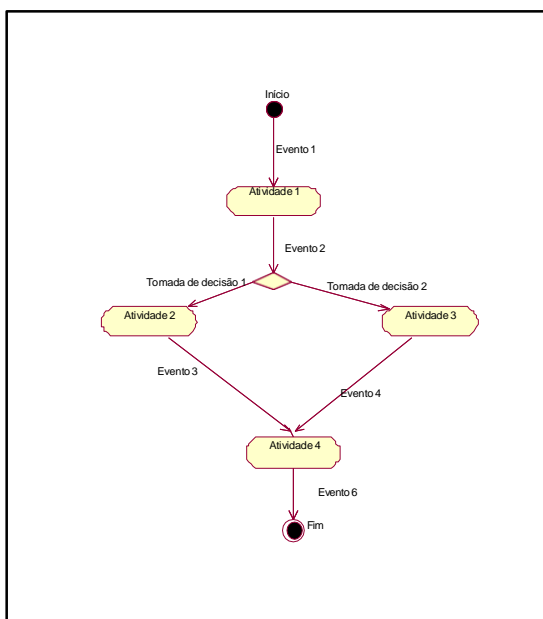 Início
Evento 1
Atividade 1
Evento 2
Tomada de decisão 1
Tomada de decisão 2
Atividade 2
Atividade 3
Evento 3
Evento 4
Atividade 4
Evento 6
Fim